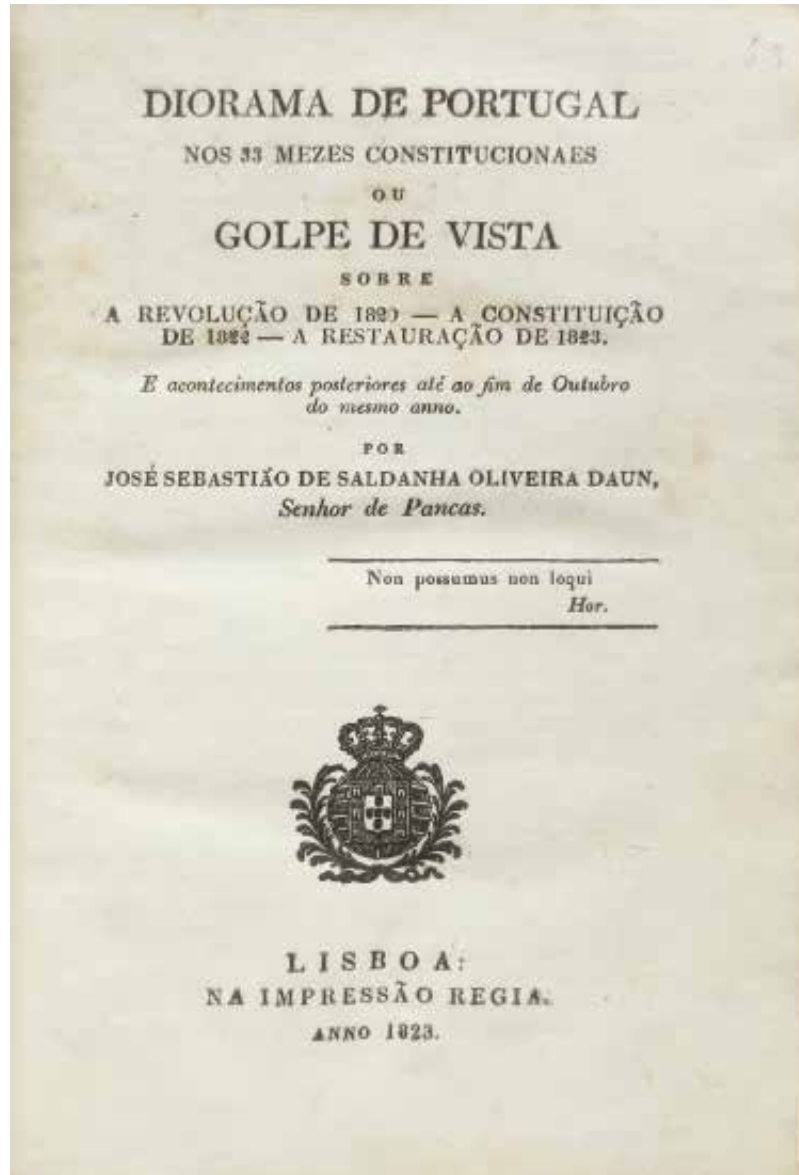 DIORAMA DE PORTUGAL
NOS 33 MEZES CONSTITUCIONAES
OU
GOLPE DE VISTA
SOBRE
A REVOLUÇÃO DE 1820 — A CONSTITUIÇÃO
DE 1822 — A RESTAURAÇÃO DE 1823.
E acontecimentos posteriores até ao fim de Outubro
do mesmo anno.
POR
JOSÉ SEBASTIÃO DE SALDANHA OLIVEIRA DAUN,
Senhor de Pancas.
Non possumus non loqui
Hor.
LISBOA:
NA IMPRESSÃO REGIA.
ANNO 1823.